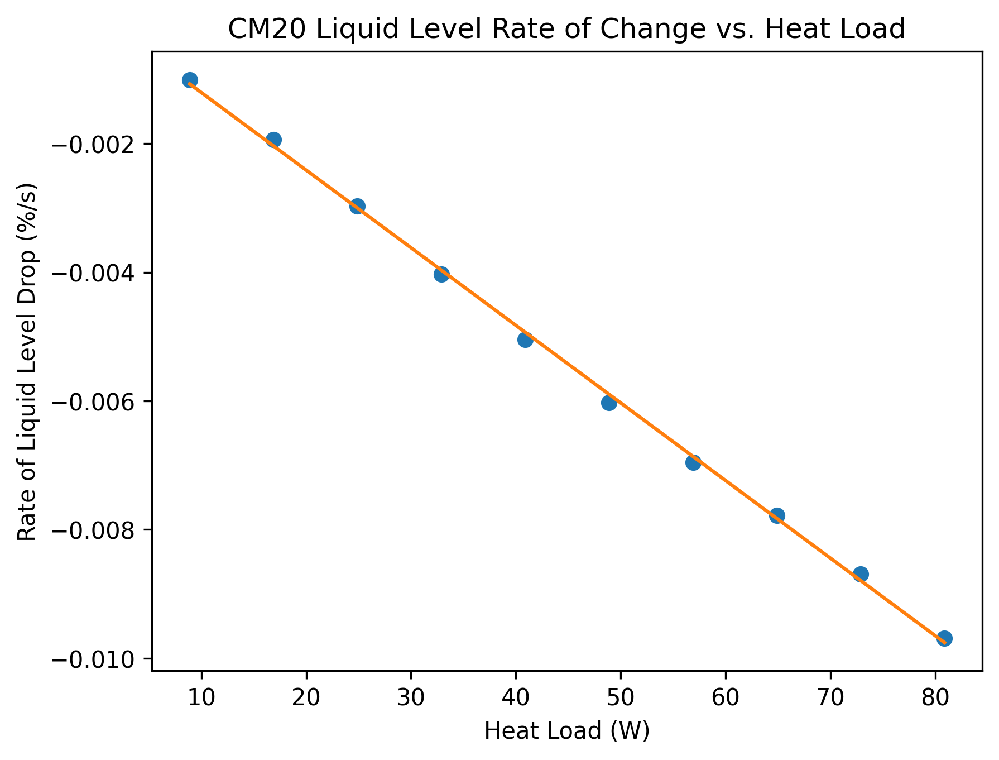 CM20 Liquid Level Rate of Change vs. Heat Load
Rate of Liquid Level Drop (%/s)
−0.002
−0.004
−0.006
−0.008
−0.010
10 20 30 40 50 60 70 80
Heat Load (W)